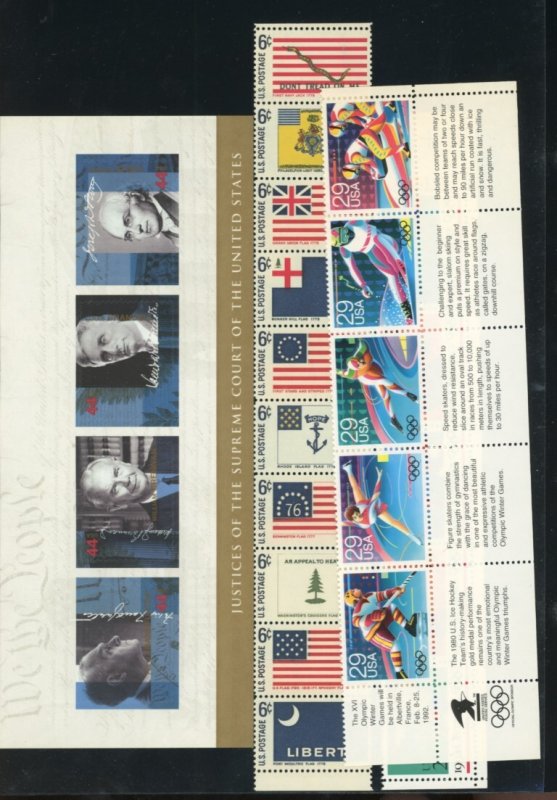 JUSTICES OF THE SUPREME COURT OF THE UNITED STATES
44
44
44
44
6¢
U.S. POSTAGE
DONT TREAD ON ME
FIRST NAVY JACK 1775
6¢
U.S. POSTAGE
6¢
U.S. POSTAGE
GRAND UNION FLAG 1776
6¢
U.S. POSTAGE
BUNKER HILL FLAG 1775
6¢
U.S. POSTAGE
FIRST STARS AND STRIPES 1777
6¢
U.S. POSTAGE
HOPE
RHODE ISLAND FLAG 1775
6¢
U.S. POSTAGE
76
BENNINGTON FLAG 1777
6¢
U.S. POSTAGE
AN APPEAL TO HEA
WASHINGTON'S CRUISERS FLAG 1775
6¢
U.S. POSTAGE
6¢
U.S. POSTAGE
LIBERT
FORT MOULTRIE FLAG 1776
29
USA
Bobsled competition may be
between teams of two or four
and may reach speeds close
to 90 miles per hour down an
artificial run coated with ice
and snow. It is fast, thrilling
and dangerous.
29
USA
Challenging to the beginner
and expert, slalom skiing
pulls a premium on style and
speed. It requires great skill
as athletes race around flags,
called gates, on a zigzag,
downhill course.
29
USA
Speed skaters, dressed to
reduce wind resistance,
slice around an oval track
in races from 500 to 10,000
meters in length, pushing
themselves to speeds of up
to 30 miles per hour.
29
USA
Figure skaters combine
the strength of gymnastics
with the grace of dancing
in one of the most beautiful
and expressive athletic
competitions of the
Olympic Winter Games.
29
USA
The 1980 U.S. Ice Hockey
Team's history-making
gold medal performance
remains one of the
country's most emotional
and meaningful Olympic
Winter Games triumphs.
The XVI
Olympic
Winter
Games will
be held in
Albertville,
France,
Feb. 8-25,
1992.